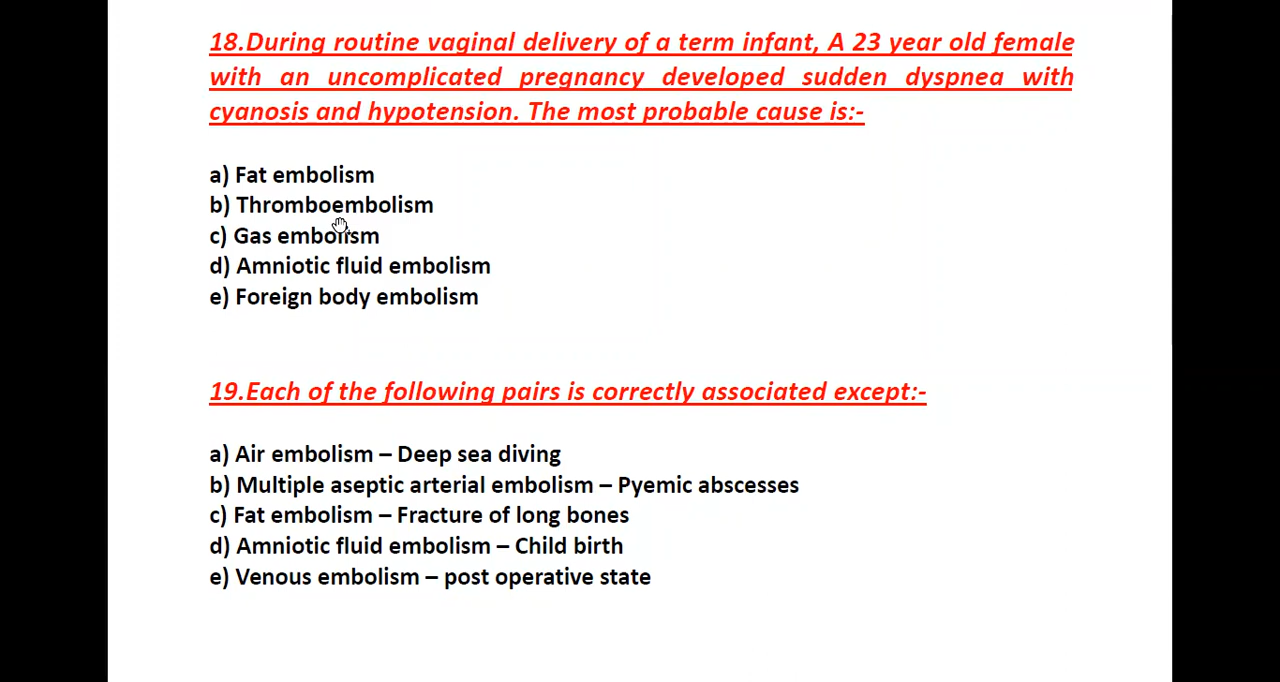 18.During routine vaginal delivery of a term infant, A 23 year old female
with an uncomplicated pregnancy developed sudden dyspnea with
cyanosis and hypotension. The most probable cause is:-
a) Fat embolism
b) Thromboembolism
c) Gas embolism
d) Amniotic fluid embolism
e) Foreign body embolism
19.Each of the following pairs is correctly associated except:-
a) Air embolism – Deep sea diving
b) Multiple aseptic arterial embolism – Pyemic abscesses
c) Fat embolism – Fracture of long bones
d) Amniotic fluid embolism – Child birth
e) Venous embolism – post operative state